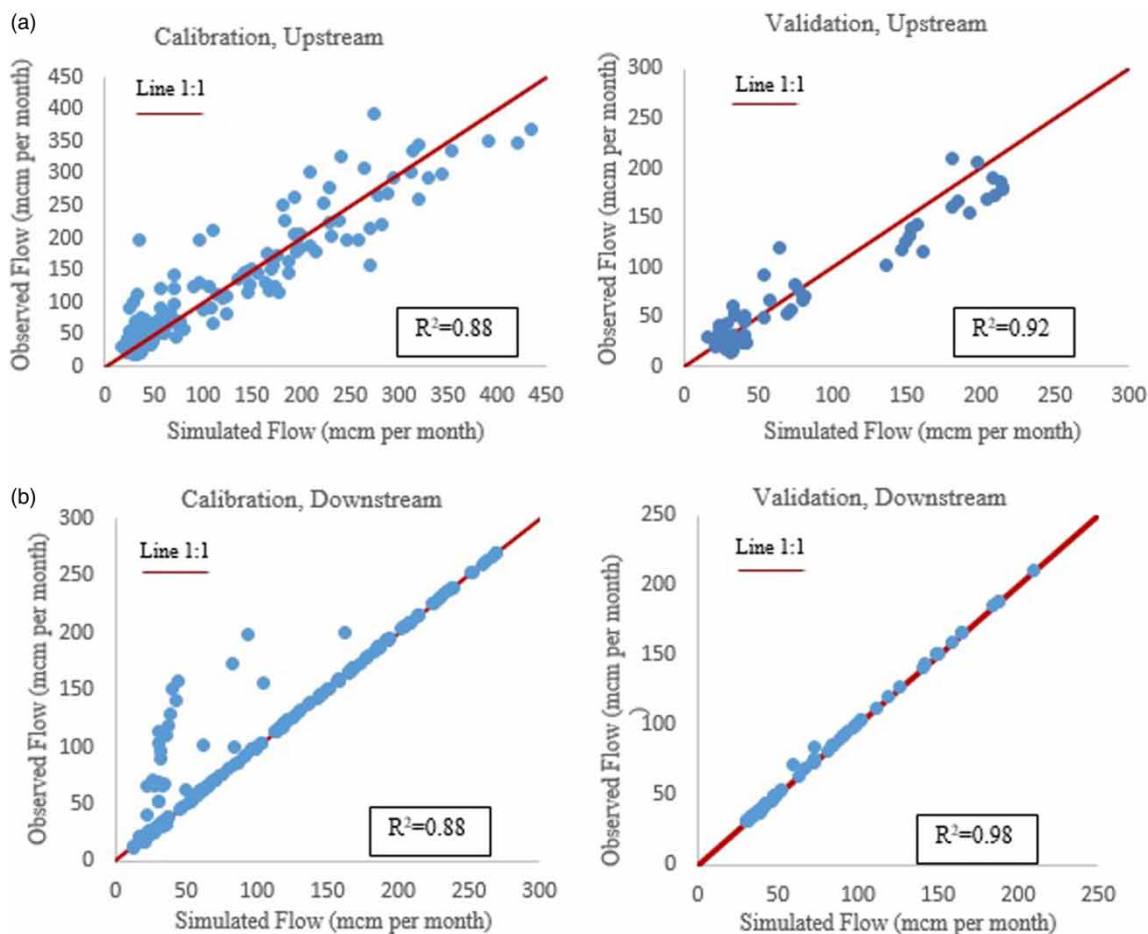 (a)
Calibration, Upstream
Observed Flow (mcm per month)
450
400
350
300
250
200
150
100
50
0
Line 1:1
R²=0.88
0 50 100 150 200 250 300 350 400 450
Simulated Flow (mcm per month)
Validation, Upstream
Observed Flow (mcm per month)
300
250
200
150
100
50
0
Line 1:1
R²=0.92
0 50 100 150 200 250 300
Simulated Flow (mcm per month)
(b)
Calibration, Downstream
Observed Flow (mcm per month)
300
250
200
150
100
50
0
Line 1:1
R²=0.88
0 50 100 150 200 250 300
Simulated Flow (mcm per month)
Validation, Downstream
Observed Flow (mcm per month)
)
250
200
150
100
50
0
Line 1:1
R²=0.98
0 50 100 150 200 250
Simulated Flow (mcm per month)